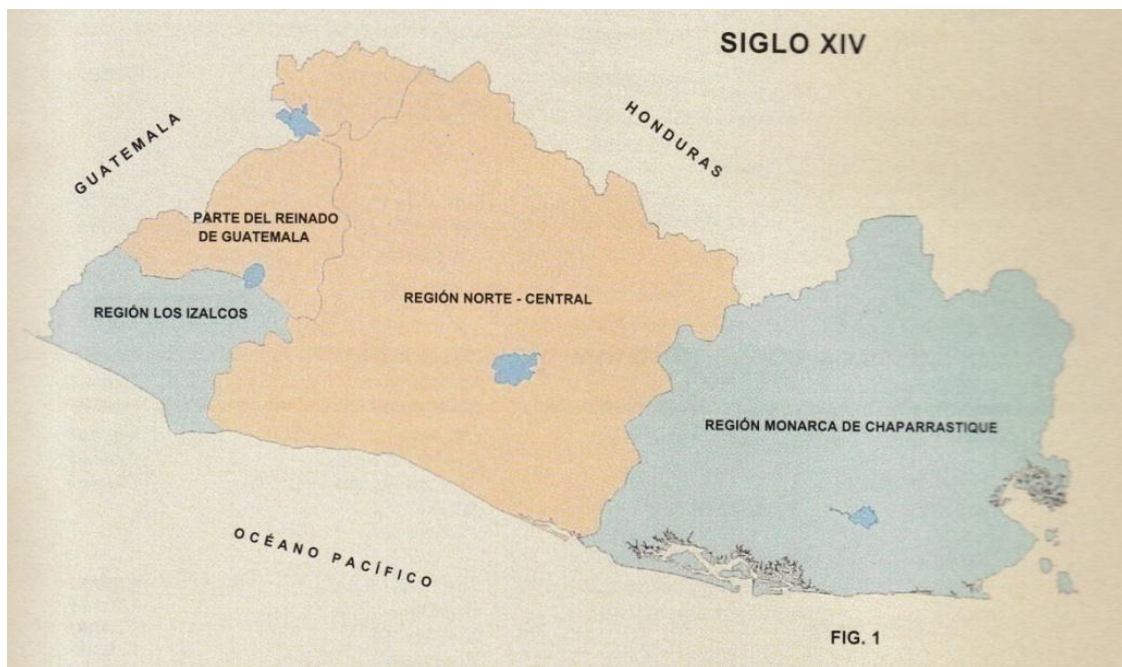 SIGLO XIV
GUATEMALA
HONDURAS
PARTE DEL REINADO
DE GUATEMALA
REGIÓN LOS IZALCOS
REGIÓN NORTE - CENTRAL
REGIÓN MONARCA DE CHAPARRASTIQUE
OCÉANO PACÍFICO
FIG. 1